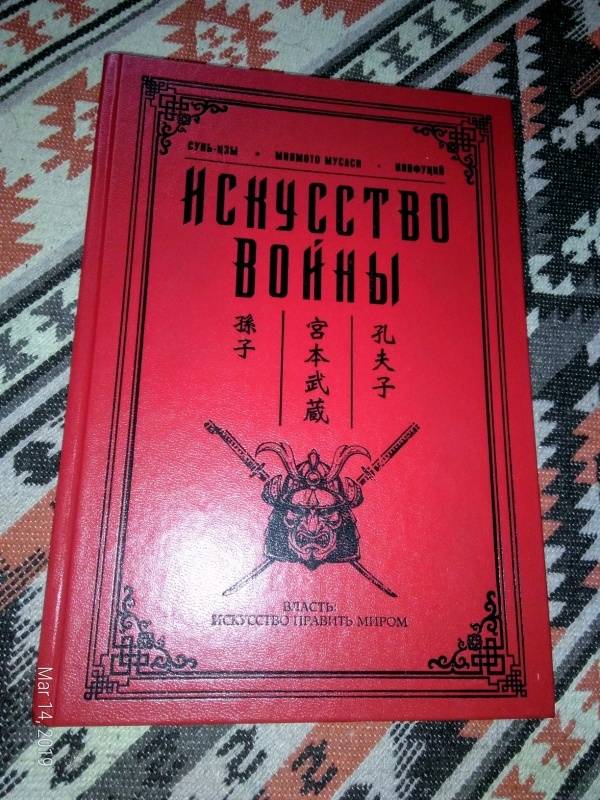 СУНЬ-ЦЗЫ • МИЯМОТО МУСАСИ • КОНФУЦИЙ
ИСКУССТВО
ВОЙНЫ
孫子
宮本武蔵
孔夫子
ВЛАСТЬ:
ИСКУССТВО ПРАВИТЬ МИРОМ
Mar 14, 2019